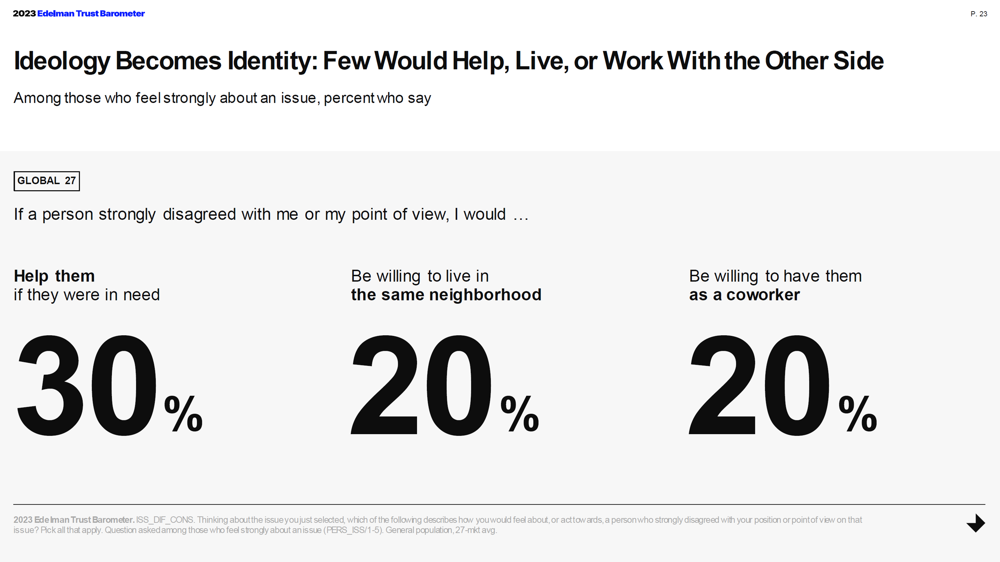 2023 Edelman Trust Barometer
P. 23
Ideology Becomes Identity: Few Would Help, Live, or Work With the Other Side
Among those who feel strongly about an issue, percent who say
GLOBAL 27
If a person strongly disagreed with me or my point of view, I would …
Help them
if they were in need
30%
Be willing to live in
the same neighborhood
20%
Be willing to have them
as a coworker
20%
2023 Edelman Trust Barometer. ISS_DIF_CONS. Thinking about the issue you just selected, which of the following describes how you would feel about, or act towards, a person who strongly disagreed with your position or point of view on that
issue? Pick all that apply. Question asked among those who feel strongly about an issue (PERS_ISS/1-5). General population, 27-mkt avg.